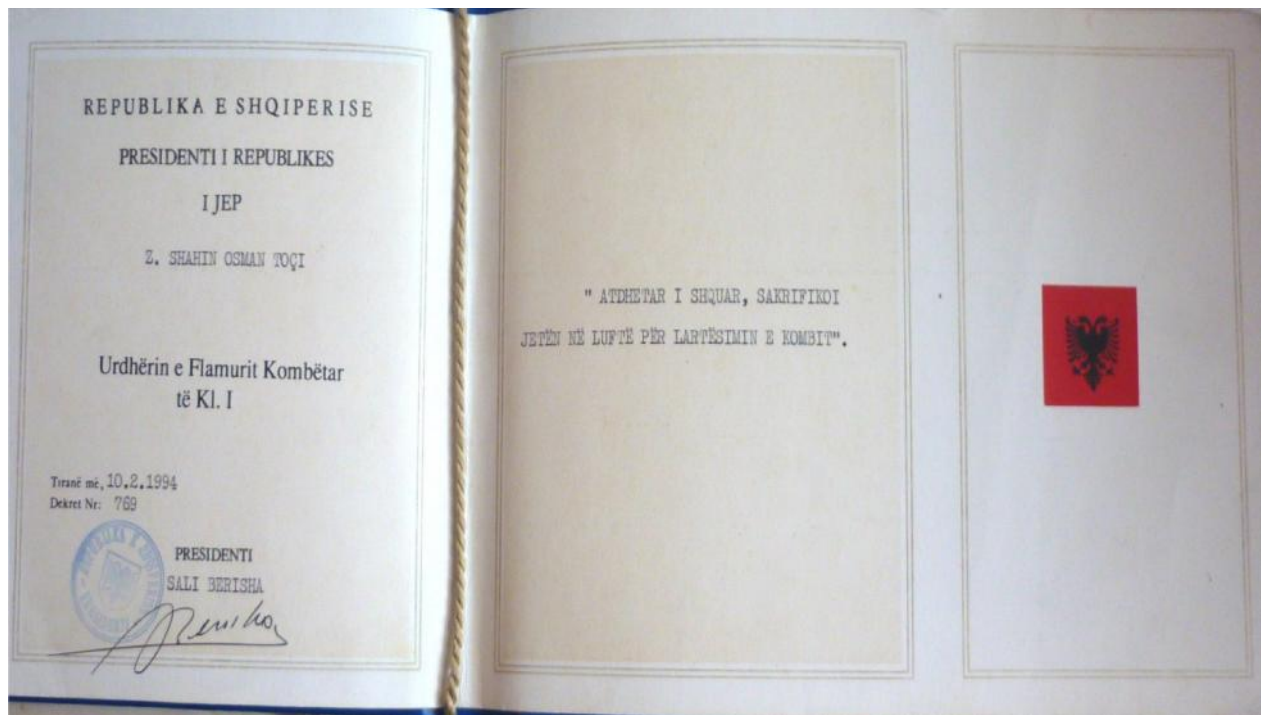 REPUBLIKA E SHQIPERISE
PRESIDENTI I REPUBLIKES
I JEP
Z. SHAHIN OSMAN TOÇI
Urdhërin e Flamurit Kombëtar
të Kl. I
Tiranë më, 10.2.1994
Dekret Nr: 769
PRESIDENTI
SALI BERISHA
" ATDHETAR I SHQUAR, SAKRIFIKOI
JETËN NË LUFTË PËR LARTËSIMIN E KOMBIT".